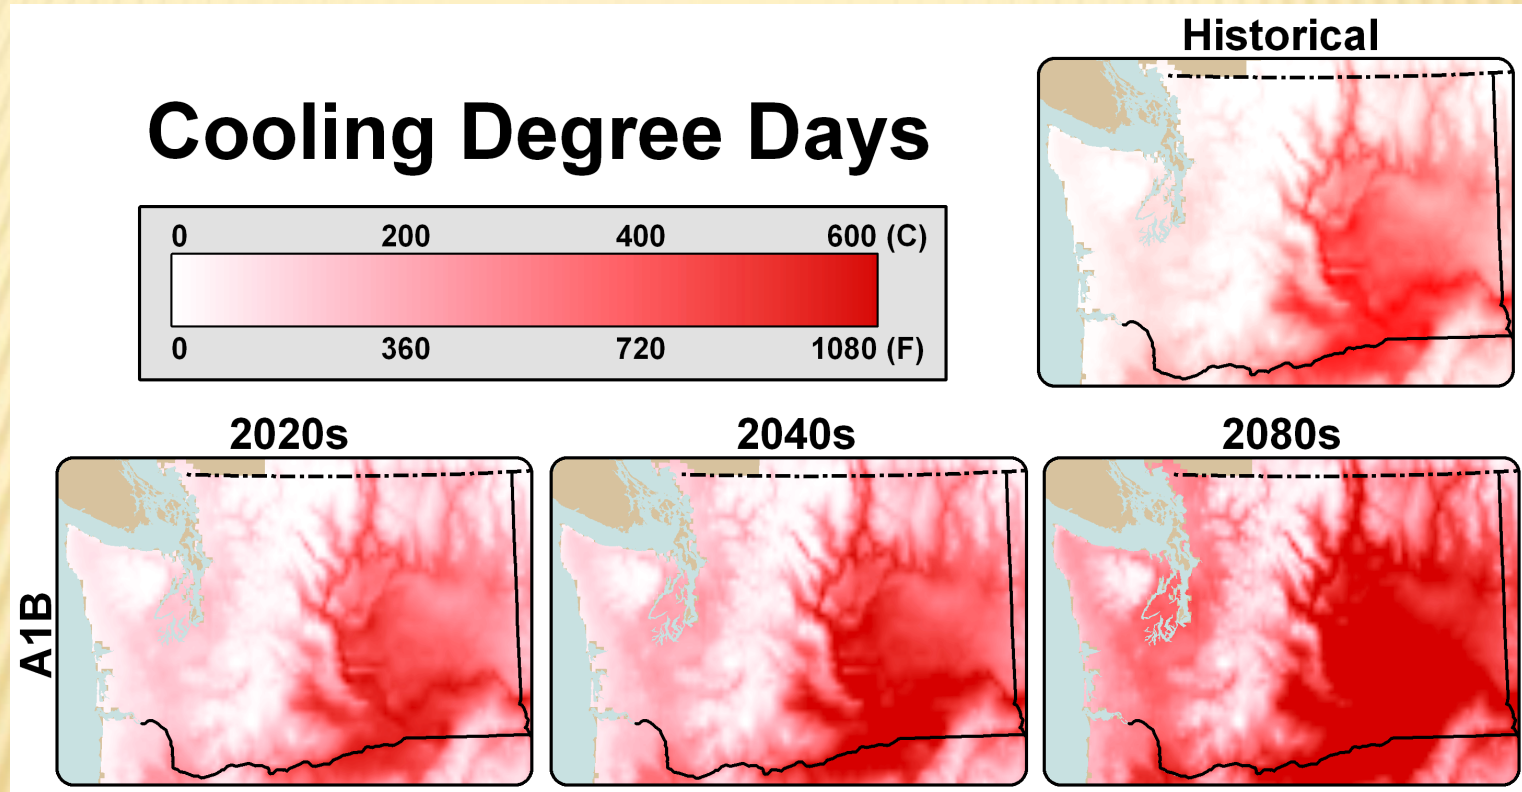 Historical
Cooling Degree Days
0 200 400 600 (C)
0 360 720 1080 (F)
2020s 2040s 2080s
A1B